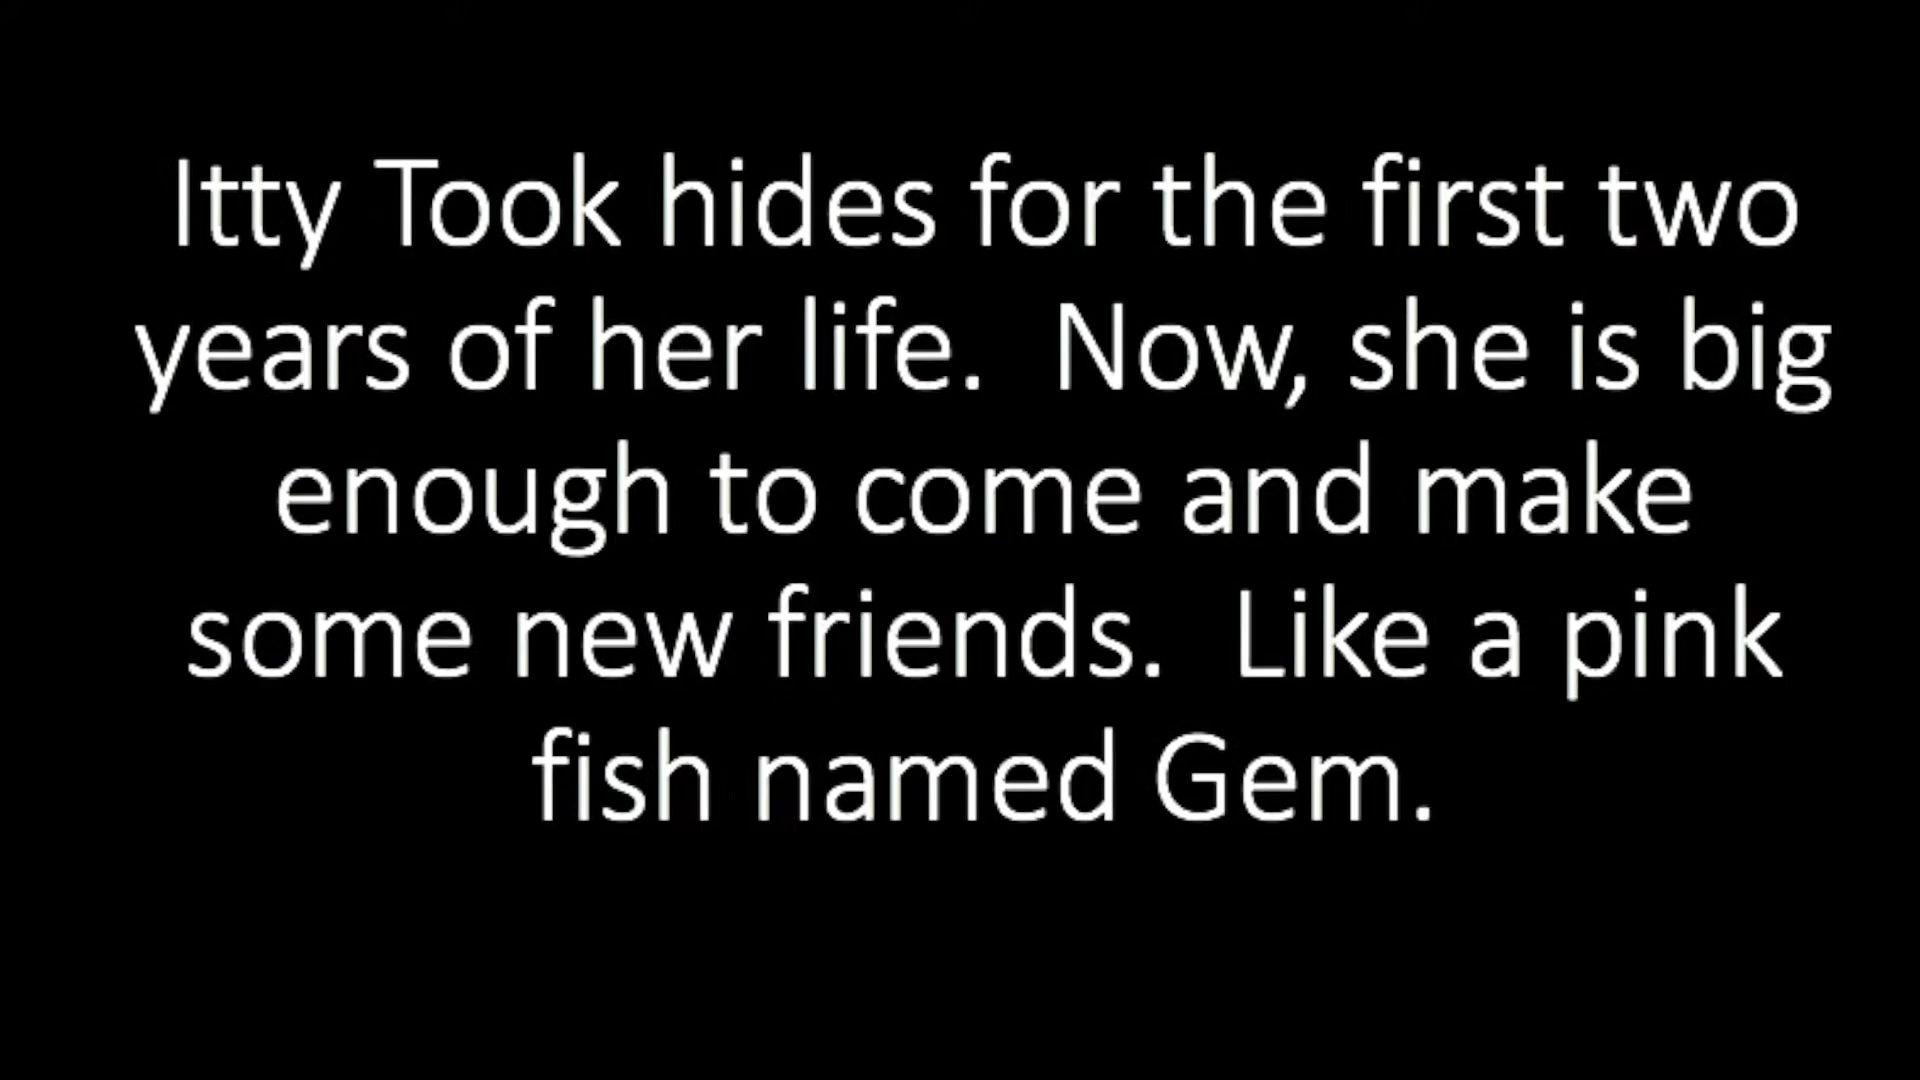 Itty Took hides for the first two
years of her life.  Now, she is big
enough to come and make
some new friends.  Like a pink
fish named Gem.